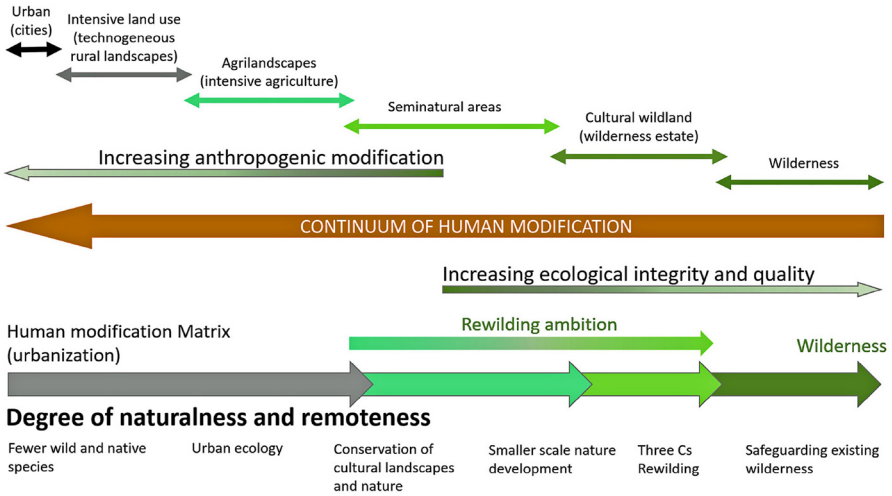 Urban
(cities)
Intensive land use
(technogeneous
rural landscapes)
Agrilandscapes
(intensive agriculture)
Seminatural areas
Cultural wildland
(wilderness estate)
Wilderness
Increasing anthropogenic modification
CONTINUUM OF HUMAN MODIFICATION
Increasing ecological integrity and quality
Human modification Matrix
(urbanization)
Rewilding ambition
Wilderness
Degree of naturalness and remoteness
Fewer wild and native
species
Urban ecology
Conservation of
cultural landscapes
and nature
Smaller scale nature
development
Three Cs
Rewilding
Safeguarding existing
wilderness